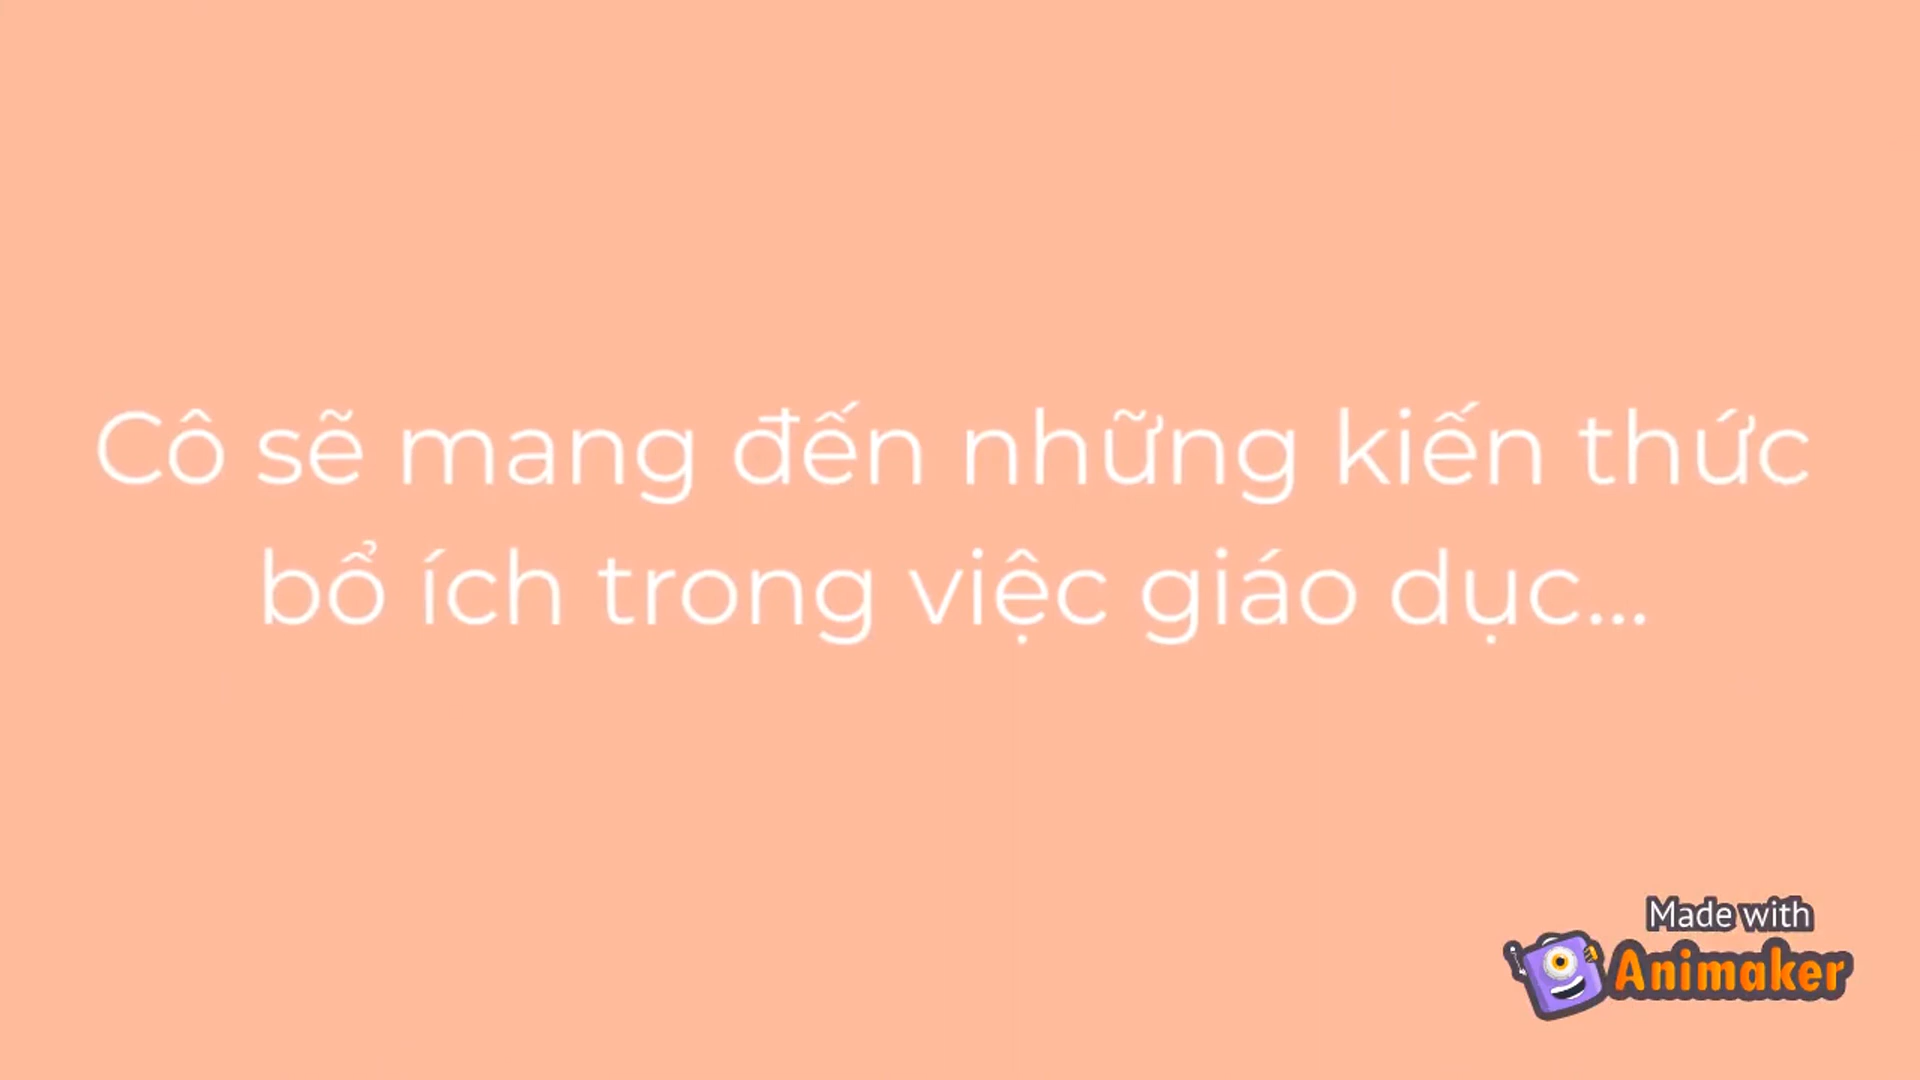 Cô sẽ mang đến những kiến thức
bổ ích trong việc giáo dục...
Made with
Animaker